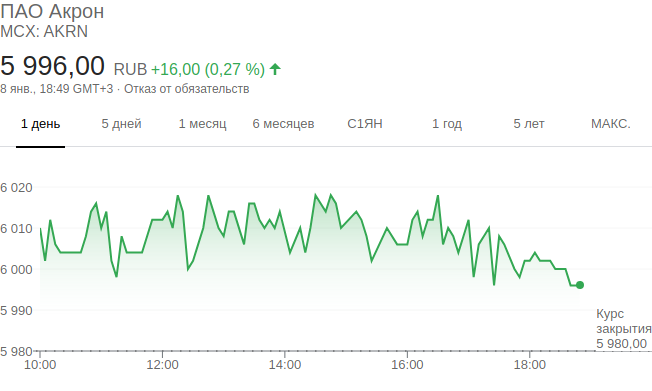 ПАО Акрон
MCX: AKRN
5 996,00 RUB +16,00 (0,27 %)
8 янв., 18:49 GMT+3 · Отказ от обязательств
1 день 5 дней 1 месяц 6 месяцев С1ЯН 1 год 5 лет МАКС.
6 020
6 010
6 000
5 990
Курс
закрытия
5 980,00
5 980
10:00 12:00 14:00 16:00 18:00